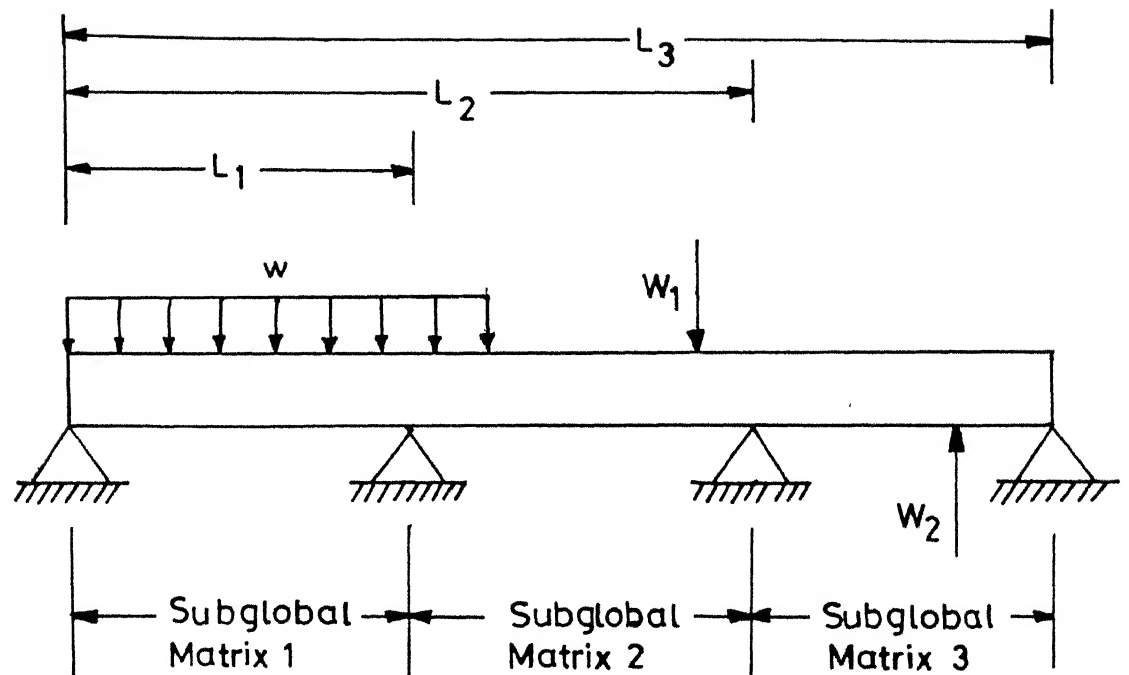 L3
L2
L1
w
W1
W2
Subglobal Matrix 1
Subglobal Matrix 2
Subglobal Matrix 3